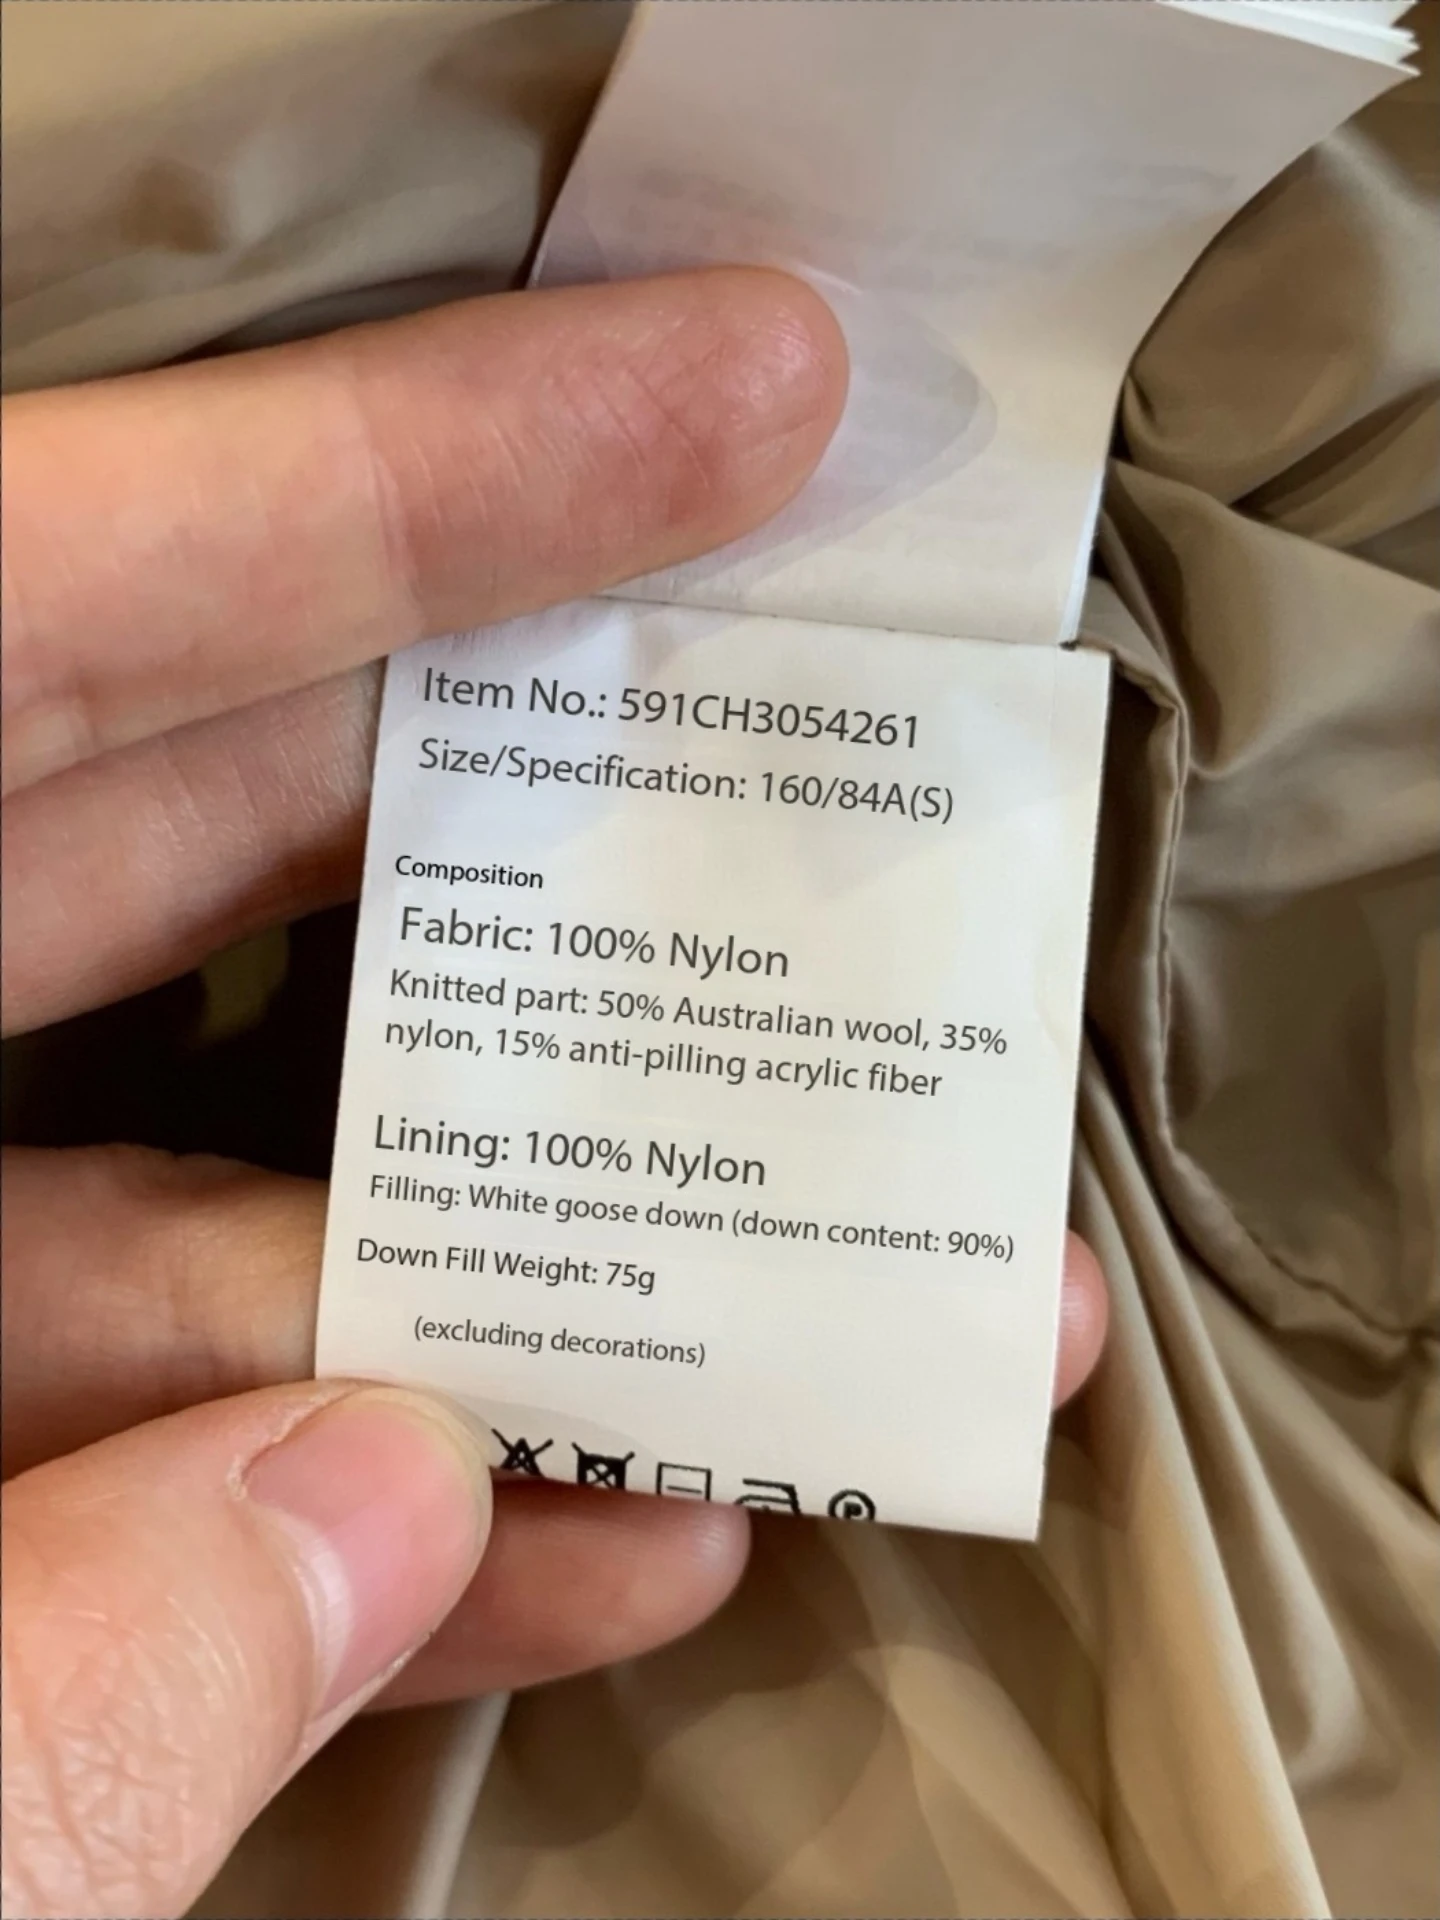 Item No.: 591CH3054261
Size/Specification: 160/84A(S)
Composition
Fabric: 100% Nylon
Knitted part: 50% Australian wool, 35%
nylon, 15% anti-pilling acrylic fiber
Lining: 100% Nylon
Filling: White goose down (down content: 90%)
Down Fill Weight: 75g
(excluding decorations)
P